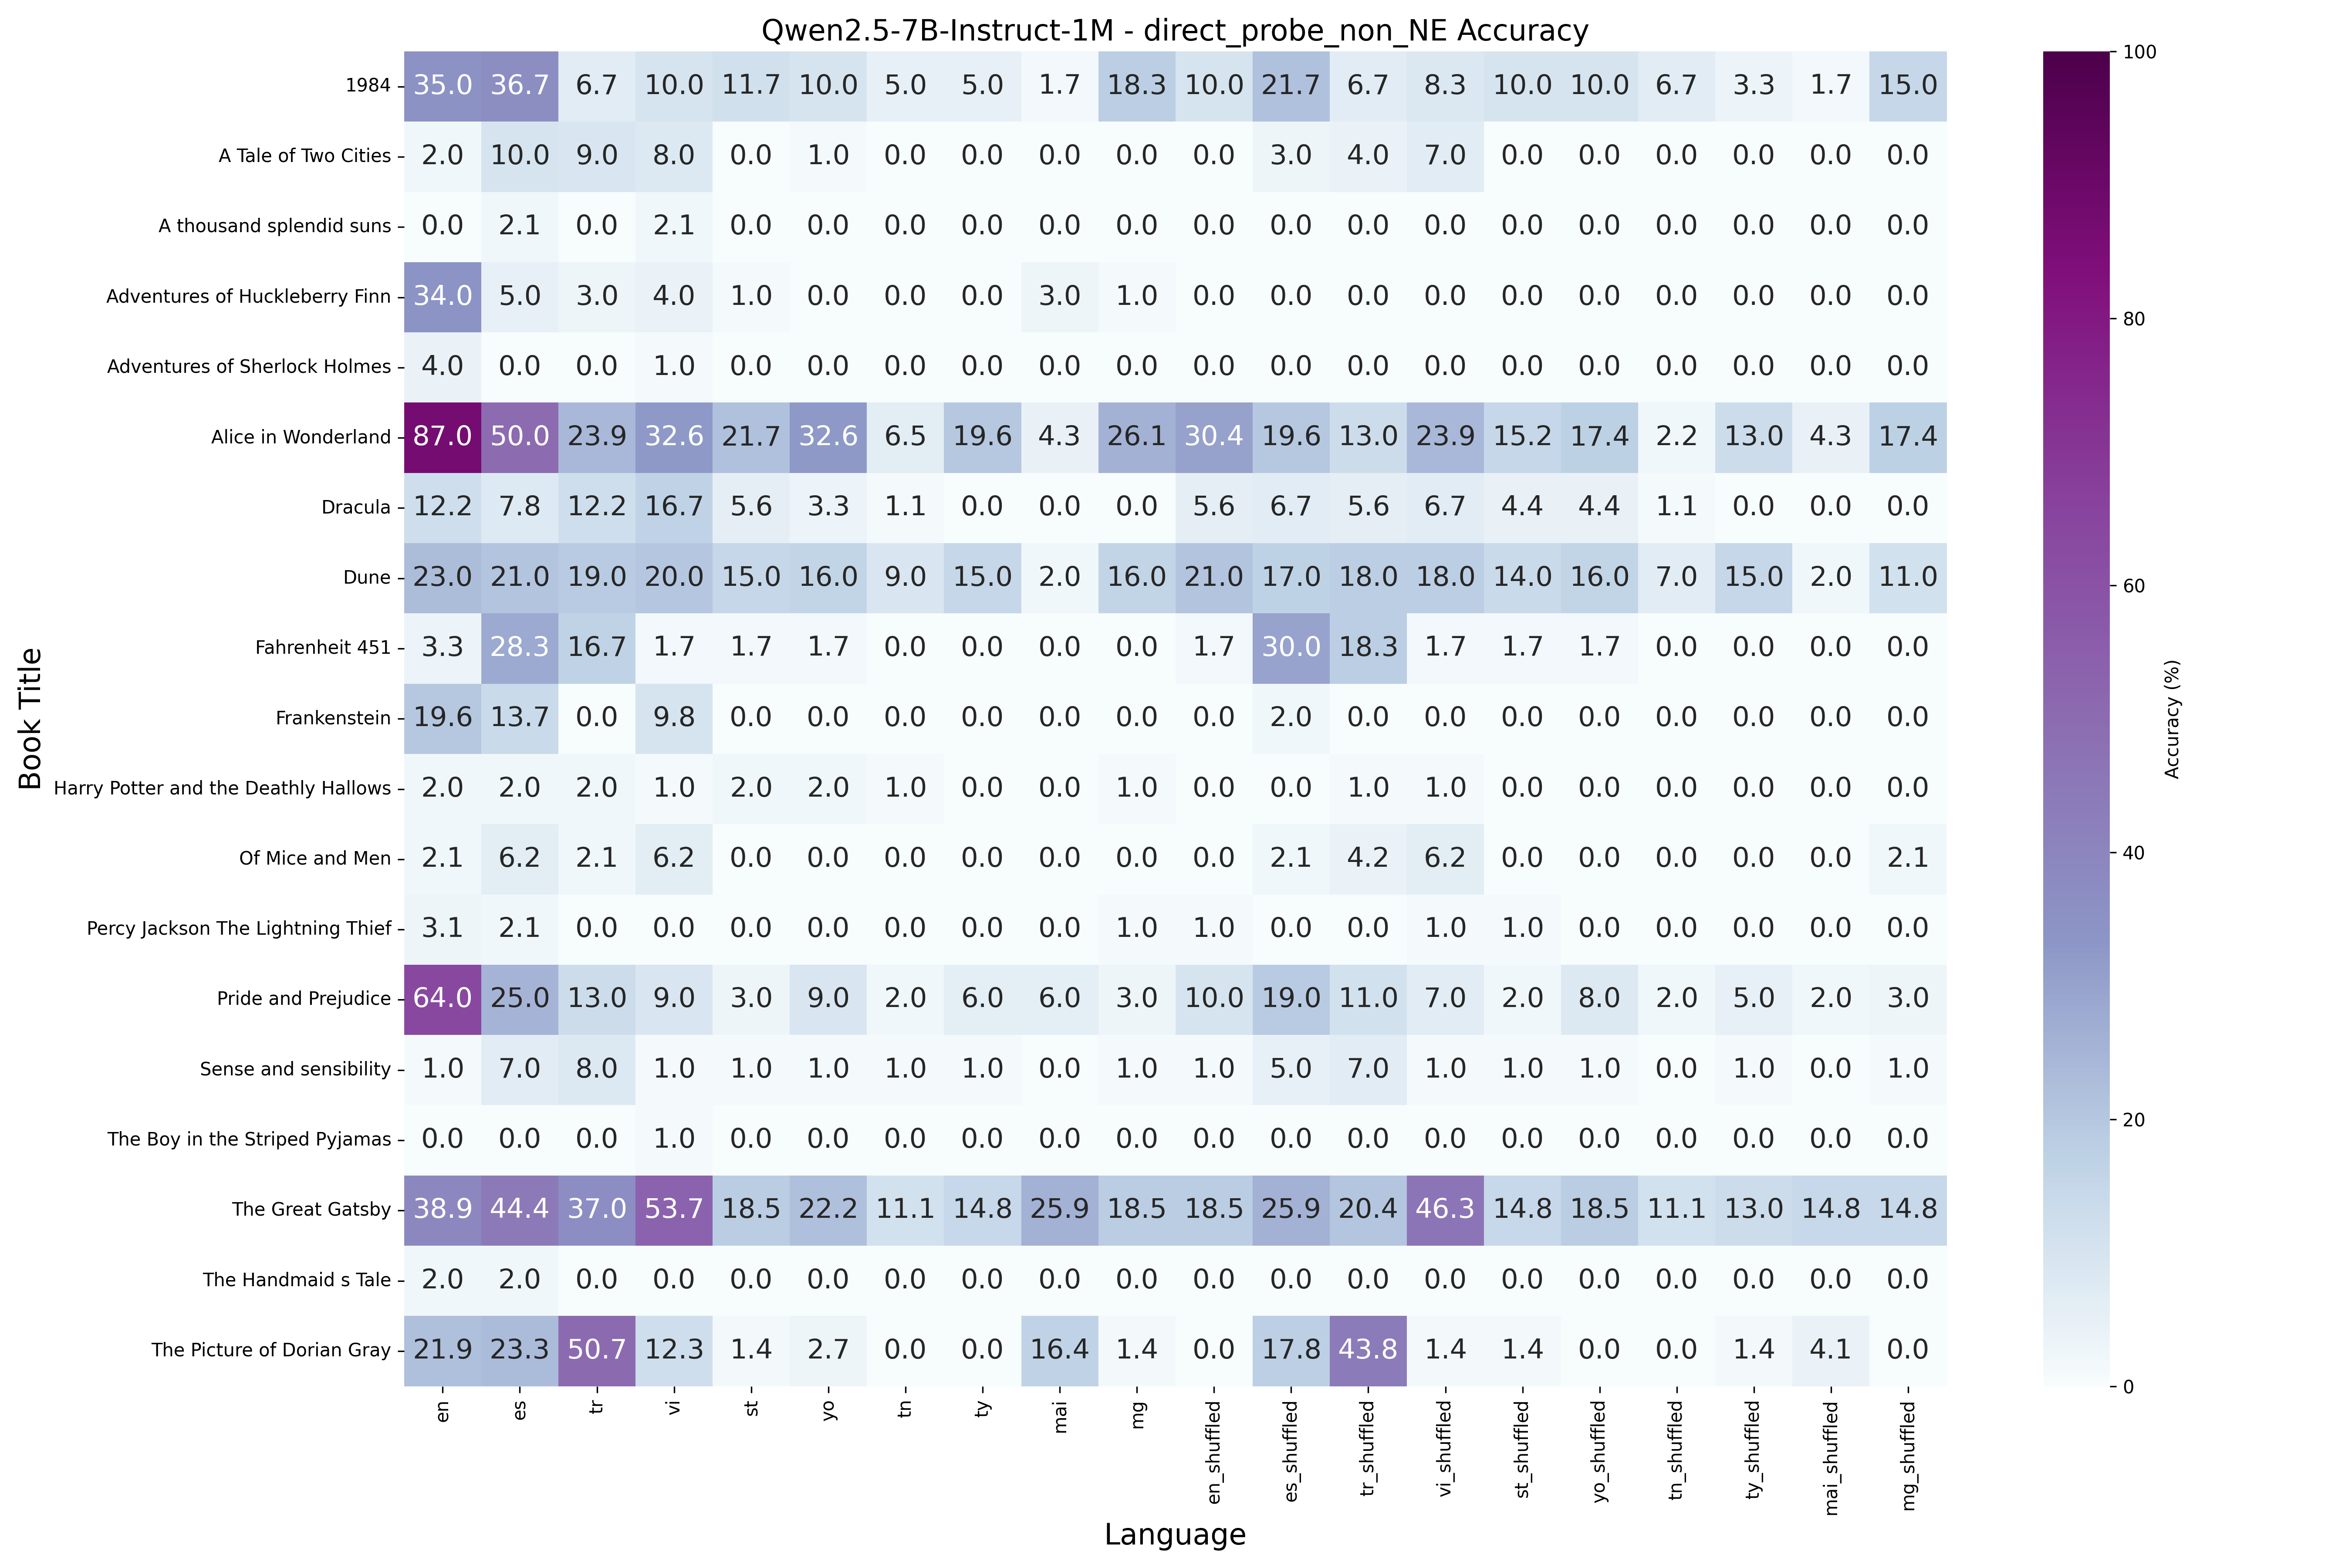 Qwen2.5-7B-Instruct-1M - direct_probe_non_NE Accuracy
Book Title
1984 35.0 36.7 6.7 10.0 11.7 10.0 5.0 5.0 1.7 18.3 10.0 21.7 6.7 8.3 10.0 10.0 6.7 3.3 1.7 15.0
A Tale of Two Cities 2.0 10.0 9.0 8.0 0.0 1.0 0.0 0.0 0.0 0.0 0.0 3.0 4.0 7.0 0.0 0.0 0.0 0.0 0.0 0.0
A thousand splendid suns 0.0 2.1 0.0 2.1 0.0 0.0 0.0 0.0 0.0 0.0 0.0 0.0 0.0 0.0 0.0 0.0 0.0 0.0 0.0 0.0
Adventures of Huckleberry Finn 34.0 5.0 3.0 4.0 1.0 0.0 0.0 0.0 3.0 1.0 0.0 0.0 0.0 0.0 0.0 0.0 0.0 0.0 0.0 0.0
Adventures of Sherlock Holmes 4.0 0.0 0.0 1.0 0.0 0.0 0.0 0.0 0.0 0.0 0.0 0.0 0.0 0.0 0.0 0.0 0.0 0.0 0.0 0.0
Alice in Wonderland 87.0 50.0 23.9 32.6 21.7 32.6 6.5 19.6 4.3 26.1 30.4 19.6 13.0 23.9 15.2 17.4 2.2 13.0 4.3 17.4
Dracula 12.2 7.8 12.2 16.7 5.6 3.3 1.1 0.0 0.0 0.0 5.6 6.7 5.6 6.7 4.4 4.4 1.1 0.0 0.0 0.0
Dune 23.0 21.0 19.0 20.0 15.0 16.0 9.0 15.0 2.0 16.0 21.0 17.0 18.0 18.0 14.0 16.0 7.0 15.0 2.0 11.0
Fahrenheit 451 3.3 28.3 16.7 1.7 1.7 1.7 0.0 0.0 0.0 0.0 1.7 30.0 18.3 1.7 1.7 1.7 0.0 0.0 0.0 0.0
Frankenstein 19.6 13.7 0.0 9.8 0.0 0.0 0.0 0.0 0.0 0.0 0.0 2.0 0.0 0.0 0.0 0.0 0.0 0.0 0.0 0.0
Harry Potter and the Deathly Hallows 2.0 2.0 2.0 1.0 2.0 2.0 1.0 0.0 0.0 1.0 0.0 0.0 1.0 1.0 0.0 0.0 0.0 0.0 0.0 0.0
Of Mice and Men 2.1 6.2 2.1 6.2 0.0 0.0 0.0 0.0 0.0 0.0 0.0 2.1 4.2 6.2 0.0 0.0 0.0 0.0 0.0 2.1
Percy Jackson The Lightning Thief 3.1 2.1 0.0 0.0 0.0 0.0 0.0 0.0 0.0 1.0 1.0 0.0 0.0 1.0 1.0 0.0 0.0 0.0 0.0 0.0
Pride and Prejudice 64.0 25.0 13.0 9.0 3.0 9.0 2.0 6.0 6.0 3.0 10.0 19.0 11.0 7.0 2.0 8.0 2.0 5.0 2.0 3.0
Sense and sensibility 1.0 7.0 8.0 1.0 1.0 1.0 1.0 1.0 0.0 1.0 1.0 5.0 7.0 1.0 1.0 1.0 0.0 1.0 0.0 1.0
The Boy in the Striped Pyjamas 0.0 0.0 0.0 1.0 0.0 0.0 0.0 0.0 0.0 0.0 0.0 0.0 0.0 0.0 0.0 0.0 0.0 0.0 0.0 0.0
The Great Gatsby 38.9 44.4 37.0 53.7 18.5 22.2 11.1 14.8 25.9 18.5 18.5 25.9 20.4 46.3 14.8 18.5 11.1 13.0 14.8 14.8
The Handmaid s Tale 2.0 2.0 0.0 0.0 0.0 0.0 0.0 0.0 0.0 0.0 0.0 0.0 0.0 0.0 0.0 0.0 0.0 0.0 0.0 0.0
The Picture of Dorian Gray 21.9 23.3 50.7 12.3 1.4 2.7 0.0 0.0 16.4 1.4 0.0 17.8 43.8 1.4 1.4 0.0 0.0 1.4 4.1 0.0
en es tr vi st yo tn ty mai mg en_shuffled es_shuffled tr_shuffled vi_shuffled st_shuffled yo_shuffled tn_shuffled ty_shuffled mai_shuffled mg_shuffled
Language
100
80
60
40
20
0
Accuracy (%)